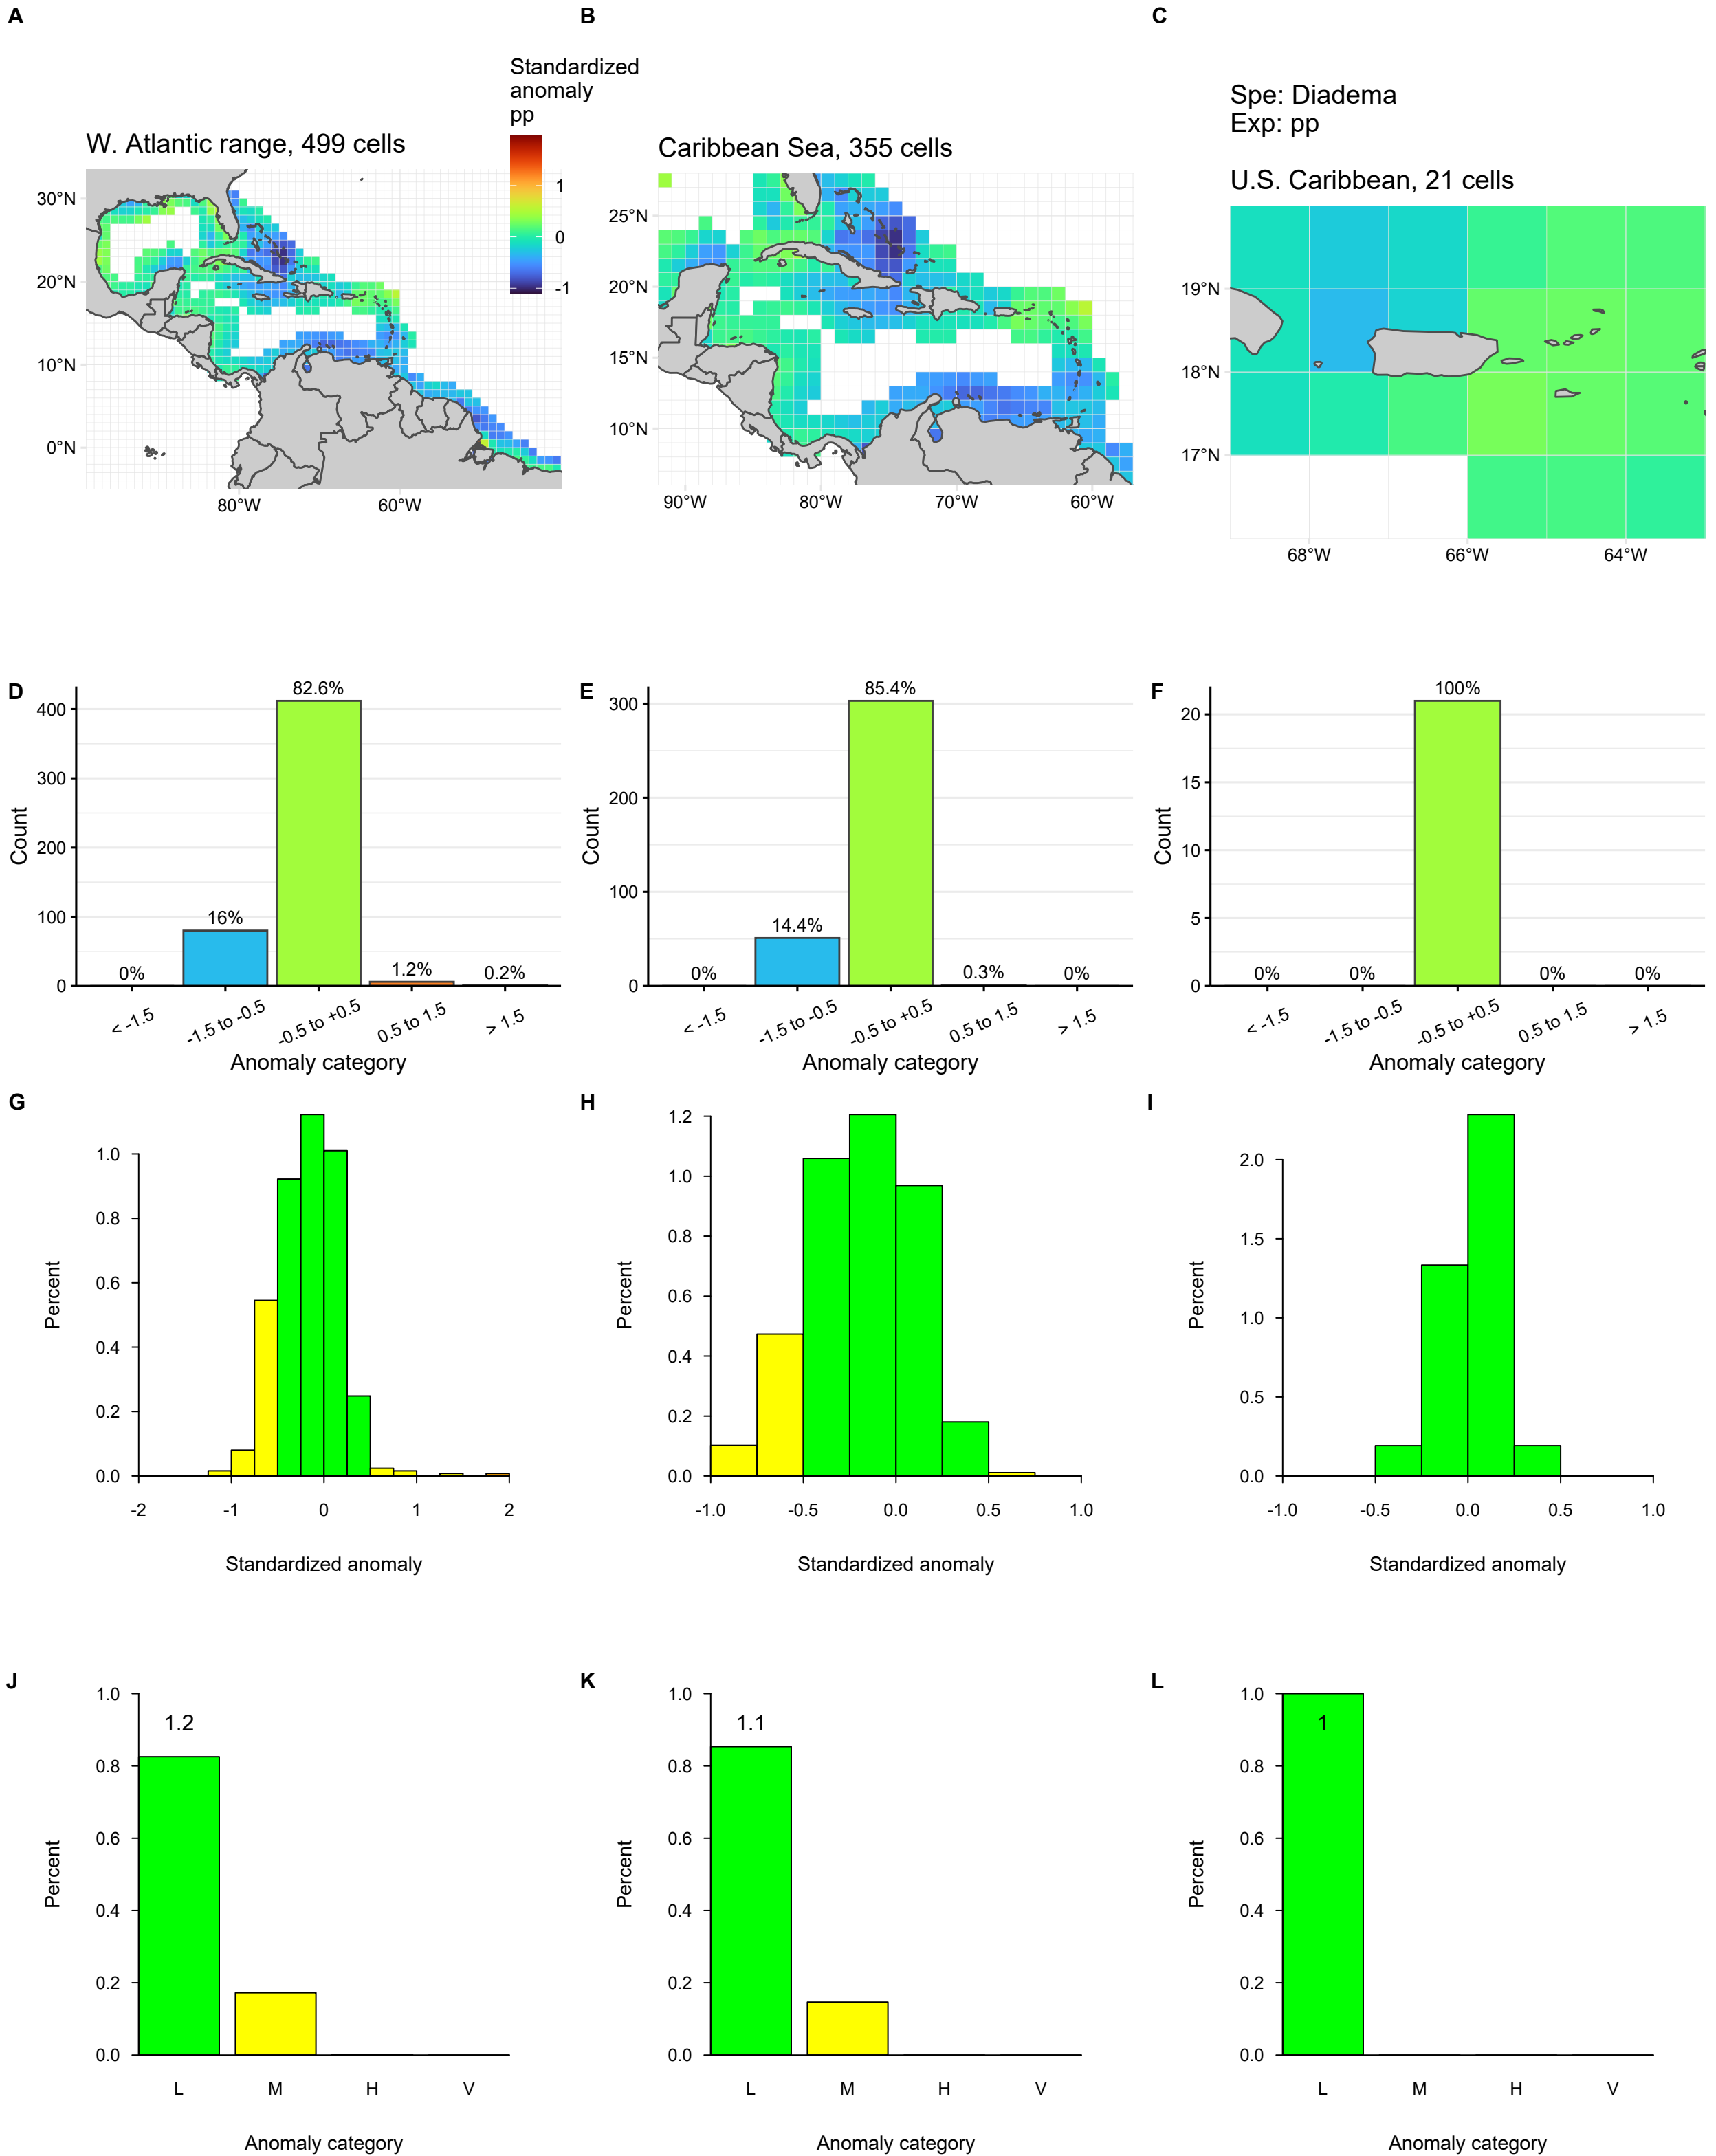 A
B
C
Standardized
anomaly
pp
1
0
-1
W. Atlantic range, 499 cells
30°N
20°N
10°N
0°N
80°W
60°W
Caribbean Sea, 355 cells
25°N
20°N
15°N
10°N
90°W
80°W
70°W
60°W
Spe: Diadema
Exp: pp
U.S. Caribbean, 21 cells
19°N
18°N
17°N
68°W
66°W
64°W
D
Count
400
300
200
100
0
0%
16%
82.6%
1.2%
0.2%
< -1.5
-1.5 to -0.5
-0.5 to +0.5
0.5 to 1.5
> 1.5
Anomaly category
E
Count
300
200
100
0
0%
14.4%
85.4%
0.3%
0%
< -1.5
-1.5 to -0.5
-0.5 to +0.5
0.5 to 1.5
> 1.5
Anomaly category
F
Count
20
15
10
5
0
0%
0%
100%
0%
0%
< -1.5
-1.5 to -0.5
-0.5 to +0.5
0.5 to 1.5
> 1.5
Anomaly category
G
Percent
1.0
0.8
0.6
0.4
0.2
0.0
-2
-1
0
1
2
Standardized anomaly
H
Percent
1.2
1.0
0.8
0.6
0.4
0.2
0.0
-1.0
-0.5
0.0
0.5
1.0
Standardized anomaly
I
Percent
2.0
1.5
1.0
0.5
0.0
-1.0
-0.5
0.0
0.5
1.0
Standardized anomaly
J
Percent
1.0
0.8
0.6
0.4
0.2
0.0
1.2
L
M
H
V
Anomaly category
K
Percent
1.0
0.8
0.6
0.4
0.2
0.0
1.1
L
M
H
V
Anomaly category
L
Percent
1.0
0.8
0.6
0.4
0.2
0.0
1
L
M
H
V
Anomaly category